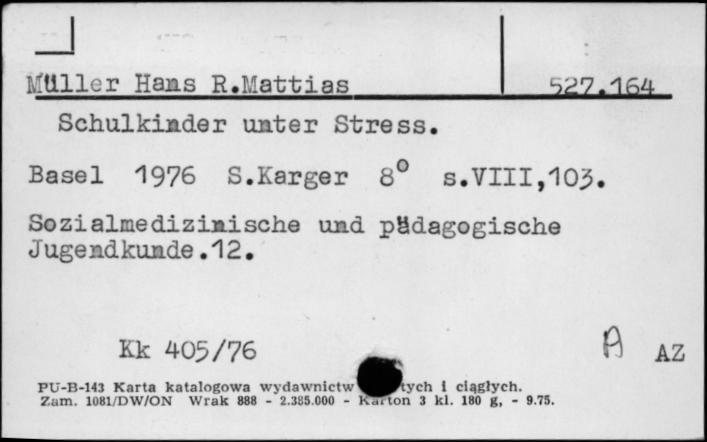 Müller Hans R.Mattias 527.164
Schulkinder unter Stress.
Basel 1976 S.Karger 8° s.VIII,103.
Sozialmedizinische und pädagogische
Jugendkunde.12.
Kk 405/76 A AZ
PU-B-143 Karta katalogowa wydawnictw tych i ciągłych.
Zam. 1081/DW/ON Wrak 888 - 2.385.000 - Karton 3 kl. 180 g, - 9.75.